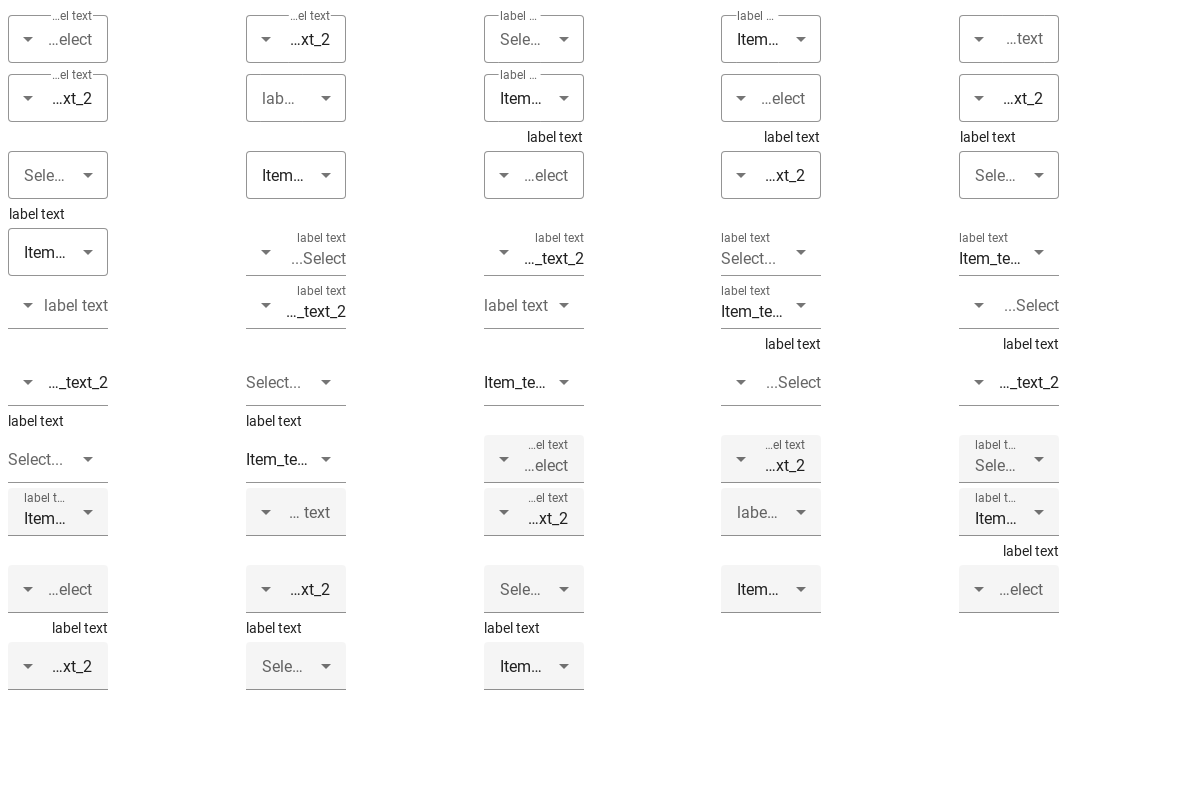 …el text
…el text
label …
label …
…elect
…xt_2
Sele…
Item…
…text
…el text
label …
…xt_2
lab…
Item…
…elect
…xt_2
label text
label text
label text
Sele…
Item…
…elect
…xt_2
Sele…
label text
label text
label text
label text
label text
Item…
...Select
…_text_2
Select...
Item_te…
label text
label text
label text
…_text_2
label text
Item_te…
...Select
label text
label text
…_text_2
Select...
Item_te…
...Select
…_text_2
label text
label text
…el text
…el text
label t…
Select...
Item_te…
…elect
…xt_2
Sele…
label t…
…el text
label t…
Item…
… text
…xt_2
labe…
Item…
label text
…elect
…xt_2
Sele…
Item…
…elect
label text
label text
label text
…xt_2
Sele…
Item…